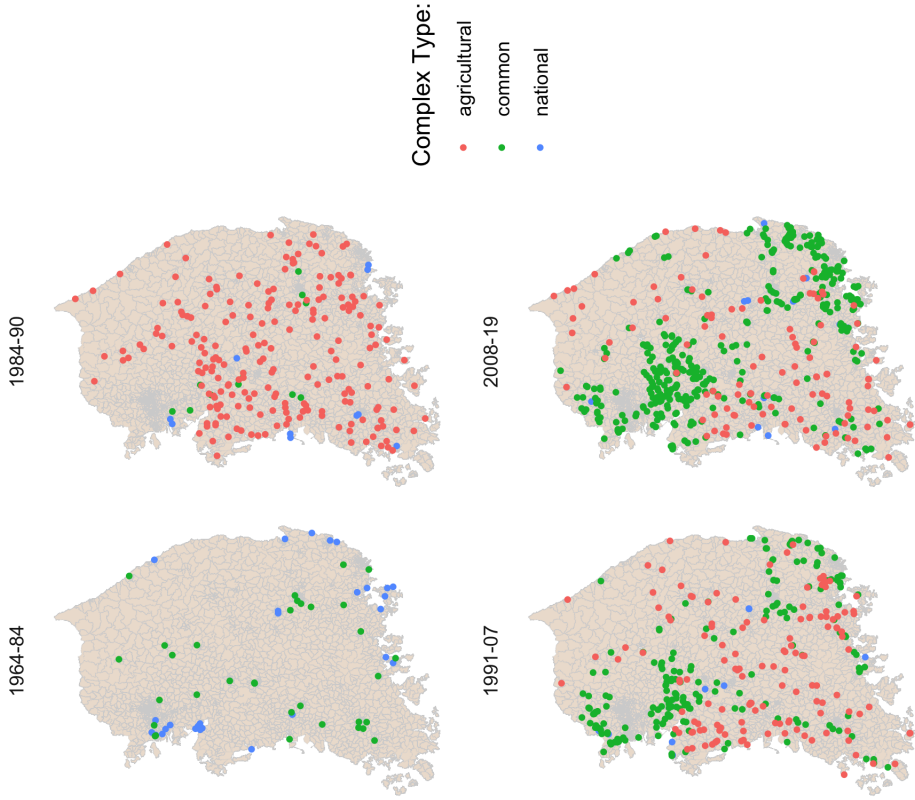 1964-84
1984-90
1991-07
2008-19
Complex Type:
agricultural
common
national